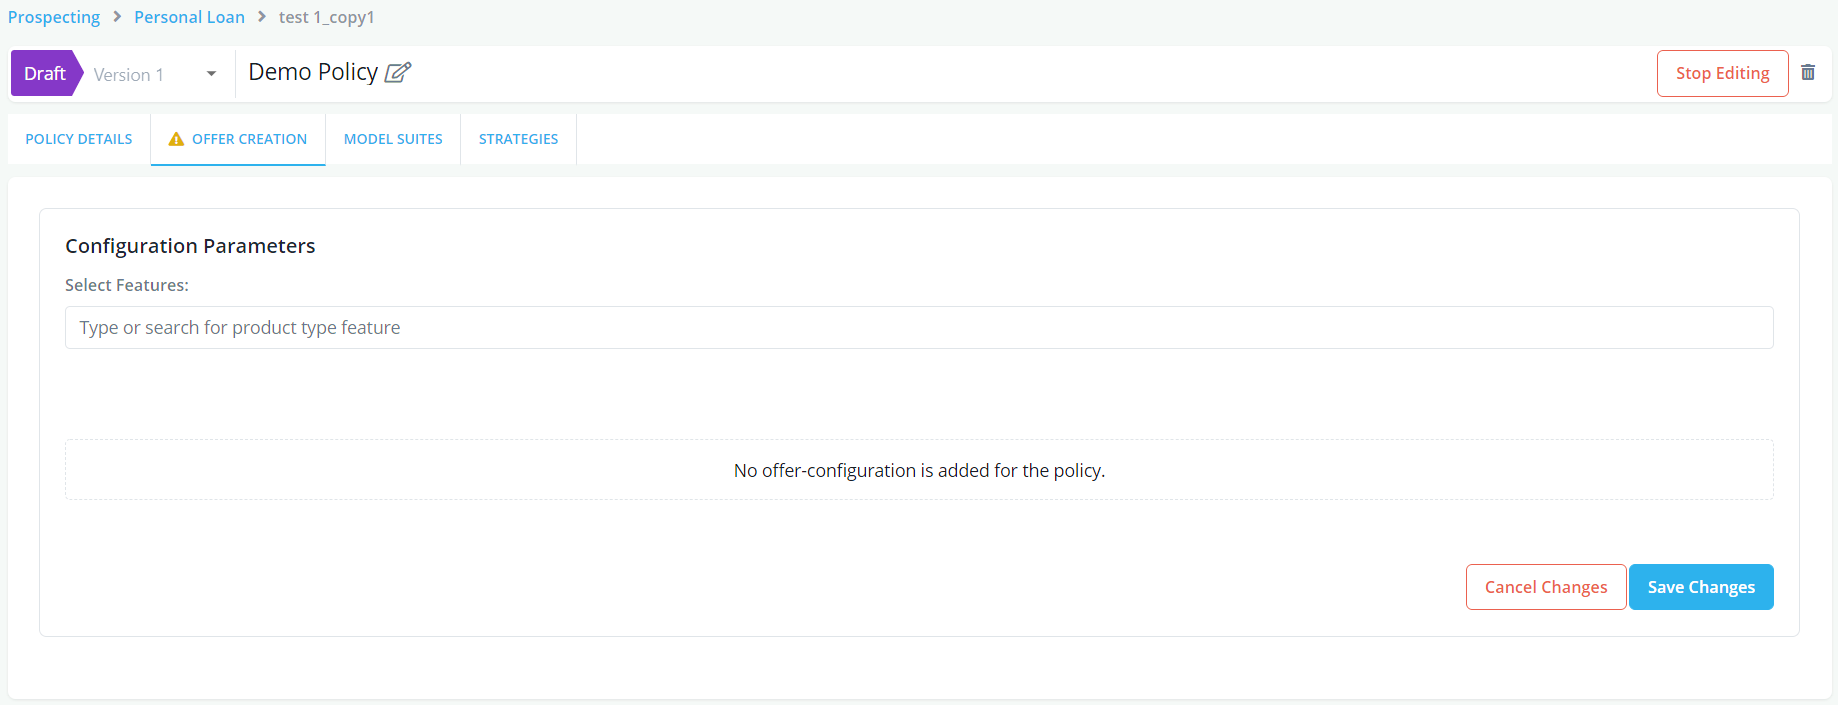 Prospecting > Personal Loan > test 1_copy1
Draft Version 1 Demo Policy Stop Editing
POLICY DETAILS OFFER CREATION MODEL SUITES STRATEGIES
Configuration Parameters
Select Features:
Type or search for product type feature
No offer-configuration is added for the policy.
Cancel Changes Save Changes